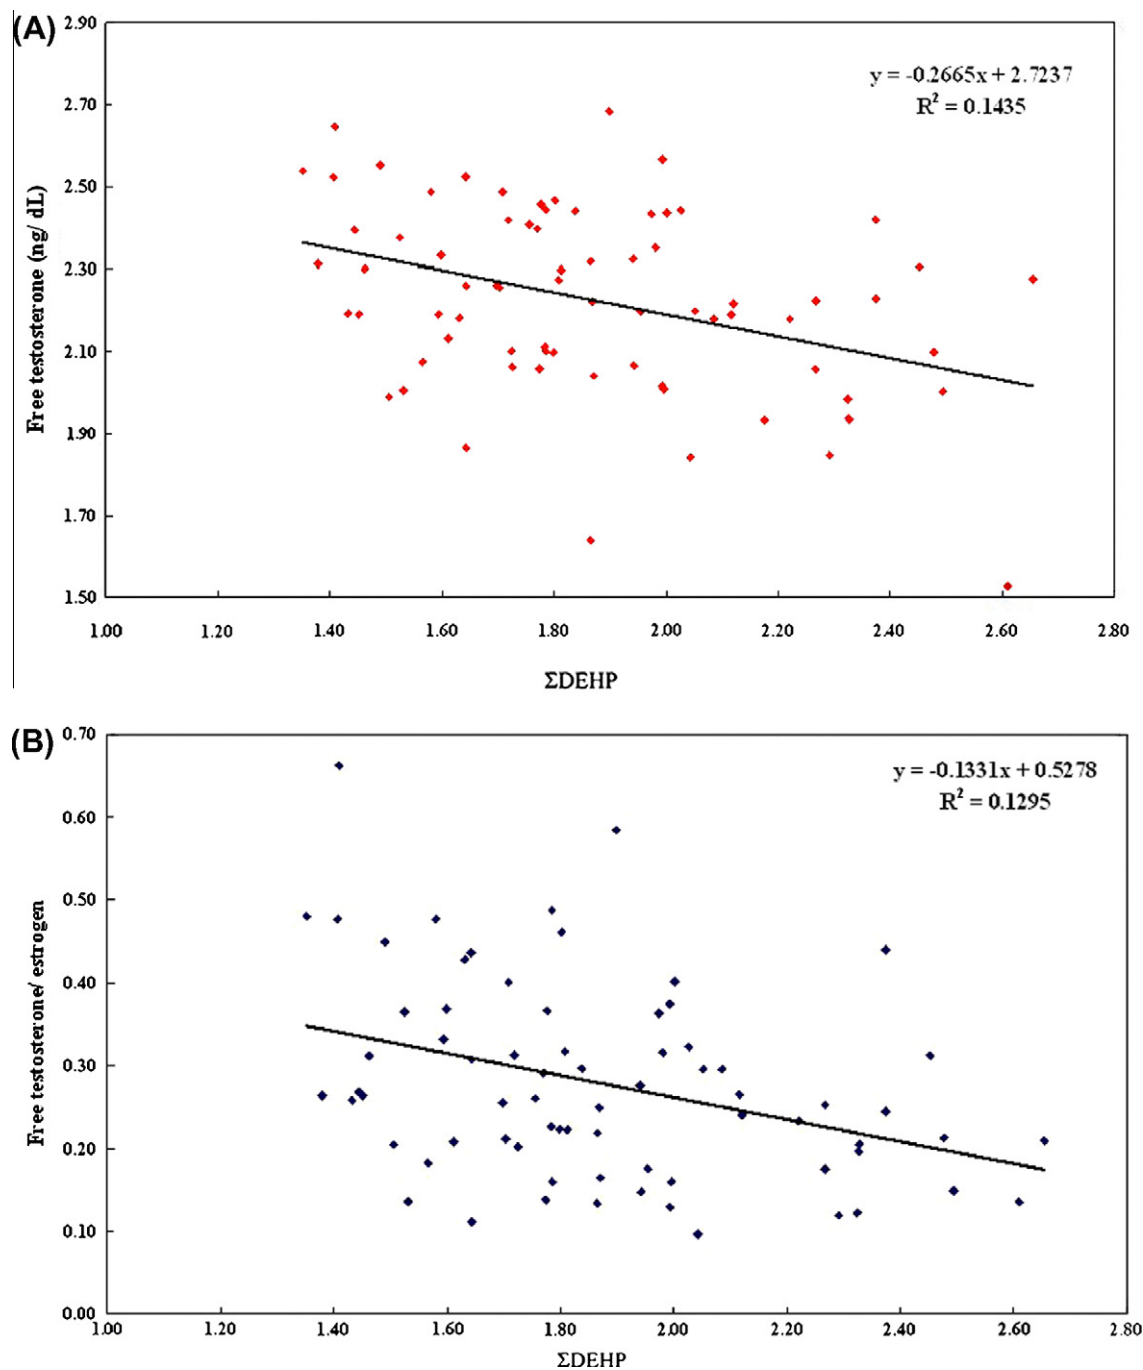 (A)
2.90
2.70
2.50
2.30
2.10
1.90
1.70
1.50
Free testosterone (ng/ dL)
y = -0.2665x + 2.7237
R² = 0.1435
1.00 1.20 1.40 1.60 1.80 2.00 2.20 2.40 2.60 2.80
ΣDEHP
(B)
0.70
0.60
0.50
0.40
0.30
0.20
0.10
0.00
Free testosterone/ estrogen
y = -0.1331x + 0.5278
R² = 0.1295
1.00 1.20 1.40 1.60 1.80 2.00 2.20 2.40 2.60 2.80
ΣDEHP